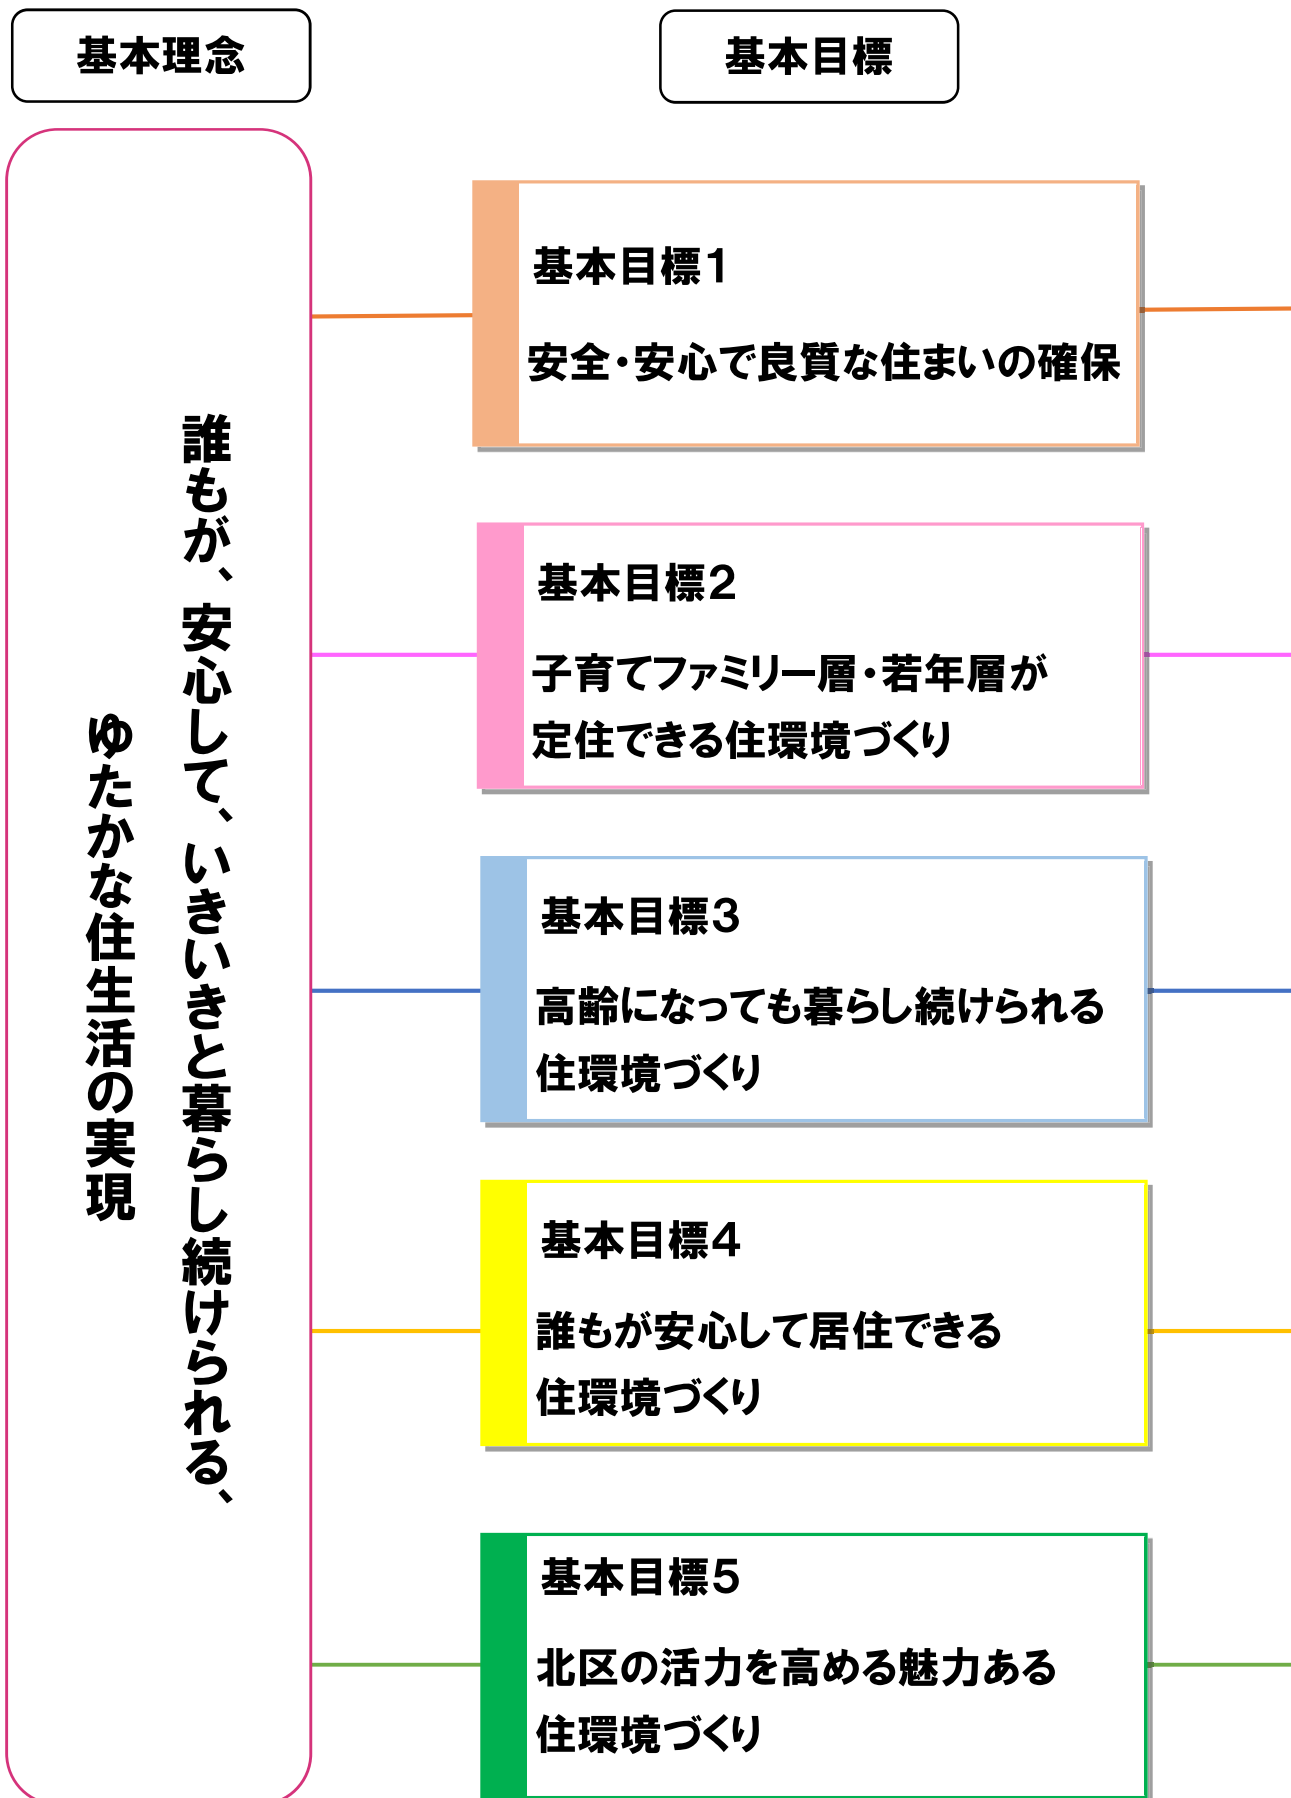 基本理念
基本目標
誰もが、安心して、いきいきと暮らし続けられる、
ゆたかな住生活の実現
基本目標1
安全・安心で良質な住まいの確保
基本目標2
子育てファミリー層・若年層が
定住できる住環境づくり
基本目標3
高齢になっても暮らし続けられる
住環境づくり
基本目標4
誰もが安心して居住できる
住環境づくり
基本目標5
北区の活力を高める魅力ある
住環境づくり